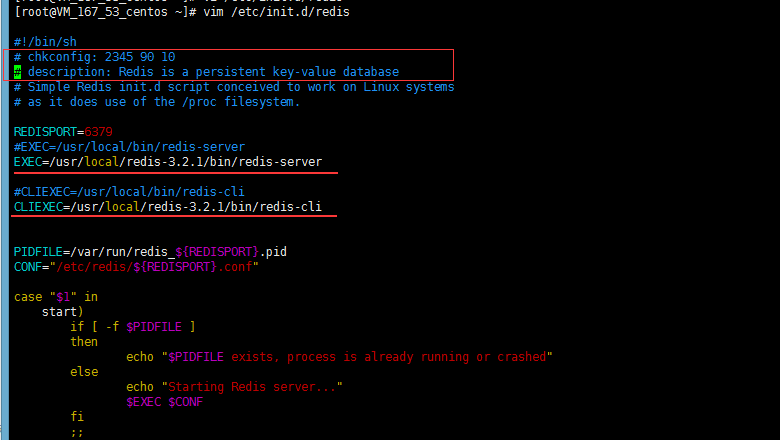 [root@VM_167_53_centos ~]# vim /etc/init.d/redis
#!/bin/sh
# chkconfig: 2345 90 10
# description: Redis is a persistent key-value database
# Simple Redis init.d script conceived to work on Linux systems
# as it does use of the /proc filesystem.
REDISPORT=6379
#EXEC=/usr/local/bin/redis-server
EXEC=/usr/local/redis-3.2.1/bin/redis-server
#CLIEXEC=/usr/local/bin/redis-cli
CLIEXEC=/usr/local/redis-3.2.1/bin/redis-cli
PIDFILE=/var/run/redis_${REDISPORT}.pid
CONF="/etc/redis/${REDISPORT}.conf"
case "$1" in
start)
if [ -f $PIDFILE ]
then
echo "$PIDFILE exists, process is already running or crashed"
else
echo "Starting Redis server..."
$EXEC $CONF
fi
;;